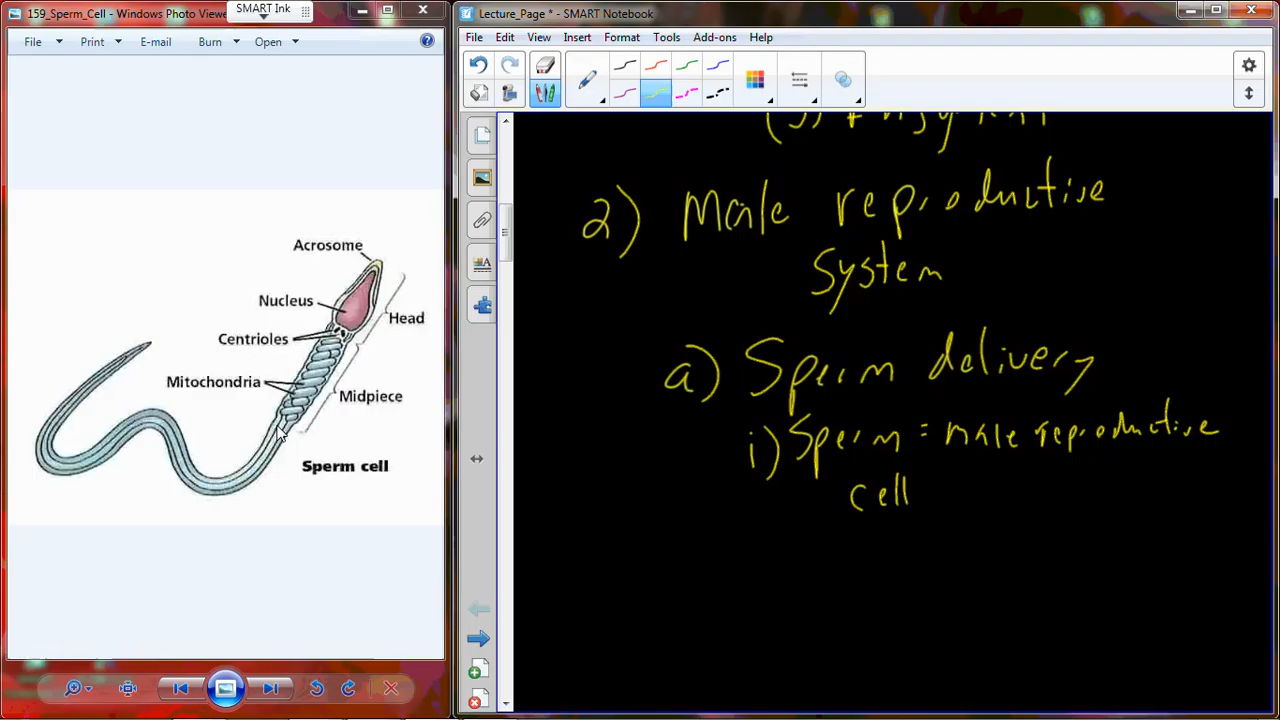 159_Sperm_Cell - Windows Photo Viewe
SMART Ink
File Print E-mail Burn Open
Acrosome
Nucleus
Head
Centrioles
Mitochondria
Midpiece
Sperm cell
Lecture_Page * - SMART Notebook
File Edit View Insert Format Tools Add-ons Help
2) Male reproductive
System
a) Sperm delivery
i) Sperm = male reproductive
cell